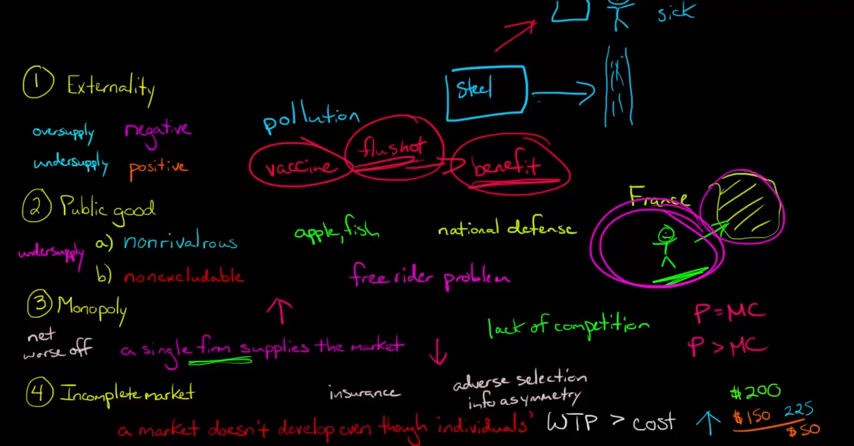 sick
① Externality
Steel
pollution
oversupply negative
undersupply positive
vaccine flushot benefit
② Public good
France
a) nonrivalrous apple, fish national defense
undersupply
b) nonexcludable free rider problem
③ Monopoly
P=MC
lack of competition
net
worse off
a single firm supplies the market
P > MC
④ Incomplete market insurance
adverse selection
info asymmetry
$200
a market doesn't develop even though individuals' WTP > cost
$150 225
$50